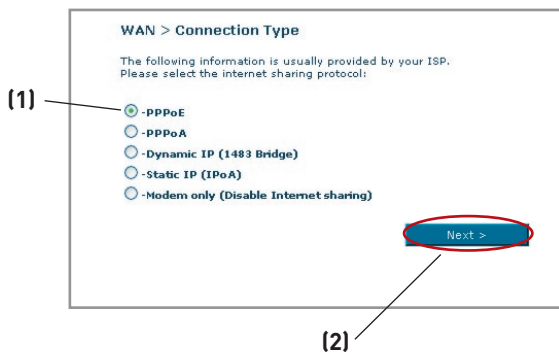 WAN > Connection Type
The following information is usually provided by your ISP.
Please select the internet sharing protocol:
(1)
-PPPoE
-PPPoA
-Dynamic IP (1483 Bridge)
-Static IP (IPoA)
-Modem only (Disable Internet sharing)
Next >
(2)